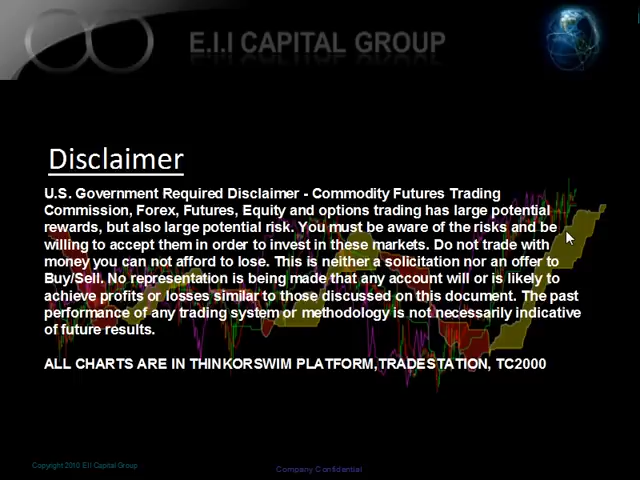 E.I.I CAPITAL GROUP
Disclaimer
U.S. Government Required Disclaimer - Commodity Futures Trading
Commission, Forex, Futures, Equity and options trading has large potential
rewards, but also large potential risk. You must be aware of the risks and be
willing to accept them in order to invest in these markets. Do not trade with
money you can not afford to lose. This is neither a solicitation nor an offer to
Buy/Sell. No representation is being made that any account will or is likely to
achieve profits or losses similar to those discussed on this document. The past
performance of any trading system or methodology is not necessarily indicative
of future results.
ALL CHARTS ARE IN THINKORSWIM PLATFORM,TRADESTATION, TC2000
Copyright 2010 E.I.I Capital Group
Company Confidential